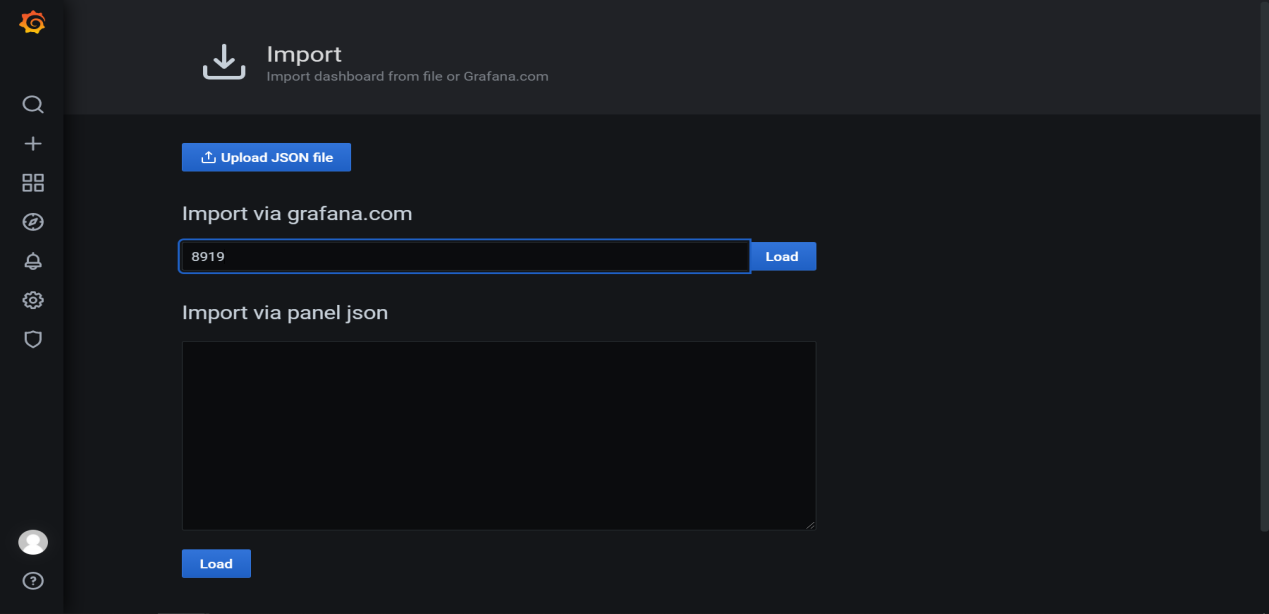 Import
Import dashboard from file or Grafana.com
Upload JSON file
Import via grafana.com
8919
Load
Import via panel json
Load
?